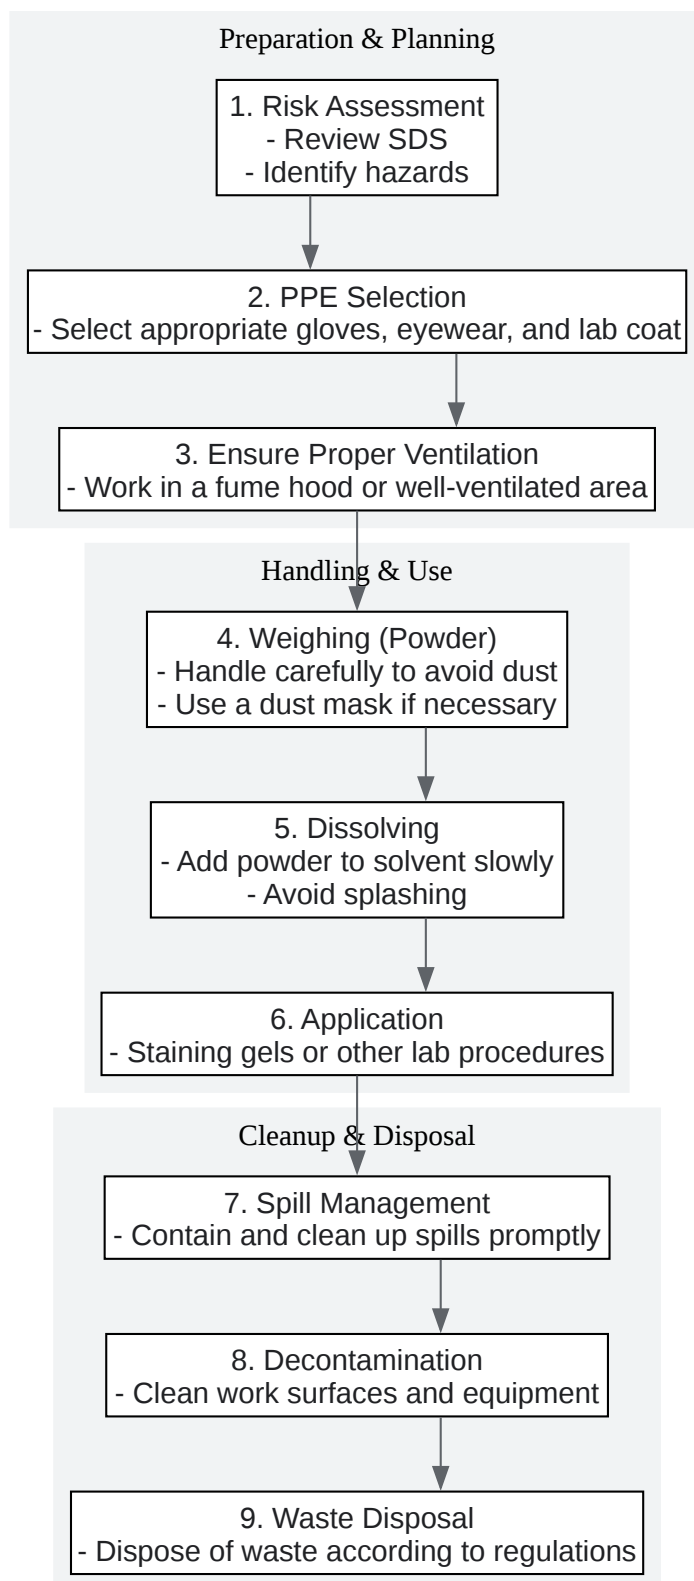 Preparation & Planning
1. Risk Assessment
- Review SDS
- Identify hazards
2. PPE Selection
- Select appropriate gloves, eyewear, and lab coat
3. Ensure Proper Ventilation
- Work in a fume hood or well-ventilated area
Handling & Use
4. Weighing (Powder)
- Handle carefully to avoid dust
- Use a dust mask if necessary
5. Dissolving
- Add powder to solvent slowly
- Avoid splashing
6. Application
- Staining gels or other lab procedures
Cleanup & Disposal
7. Spill Management
- Contain and clean up spills promptly
8. Decontamination
- Clean work surfaces and equipment
9. Waste Disposal
- Dispose of waste according to regulations